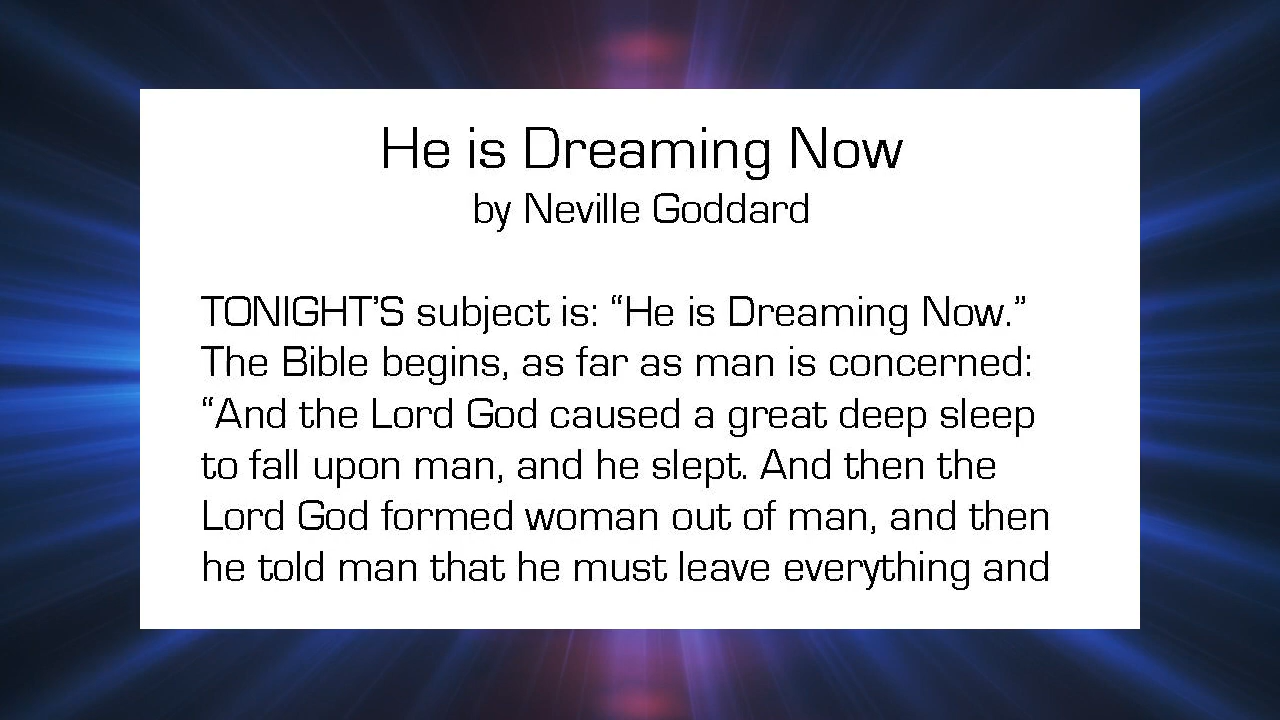 He is Dreaming Now
by Neville Goddard
TONIGHT’S subject is: “He is Dreaming Now.”
The Bible begins, as far as man is concerned:
“And the Lord God caused a great deep sleep
to fall upon man, and he slept. And then the
Lord God formed woman out of man, and then
he told man that he must leave everything and